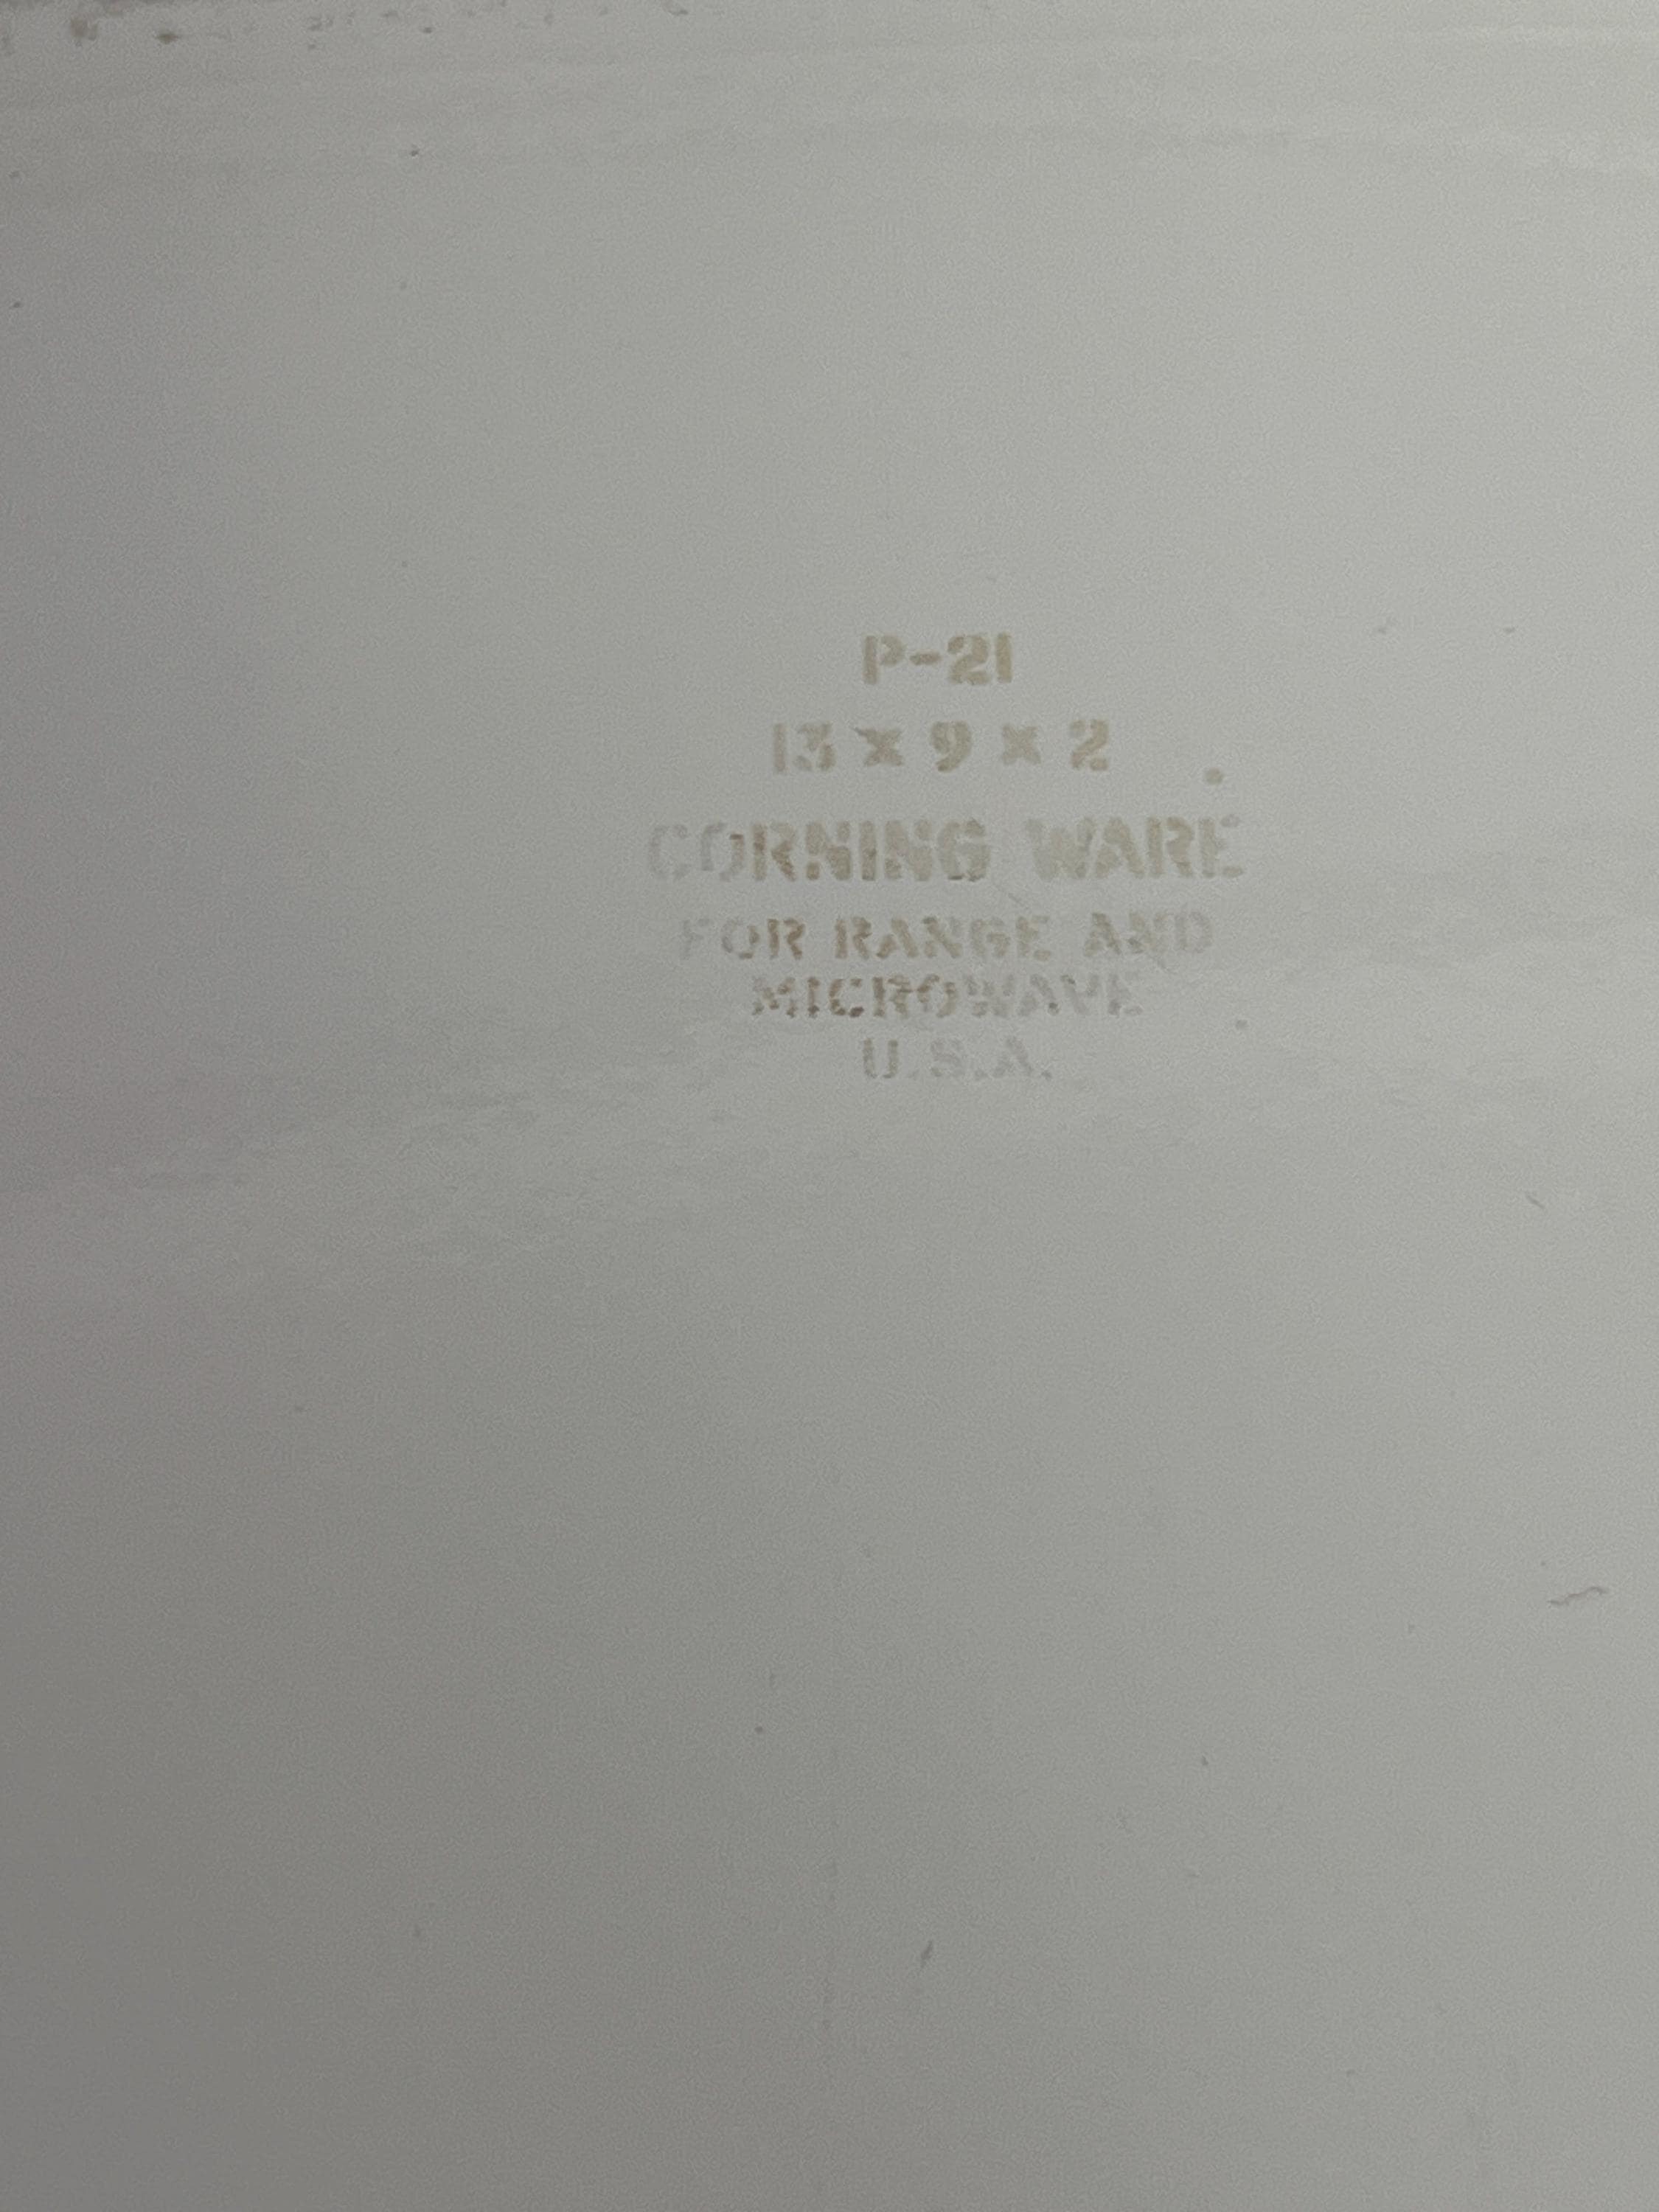 P-21
13 x 9 x 2
CORNING WARE
FOR RANGE AND
MICROWAVE
U.S.A.